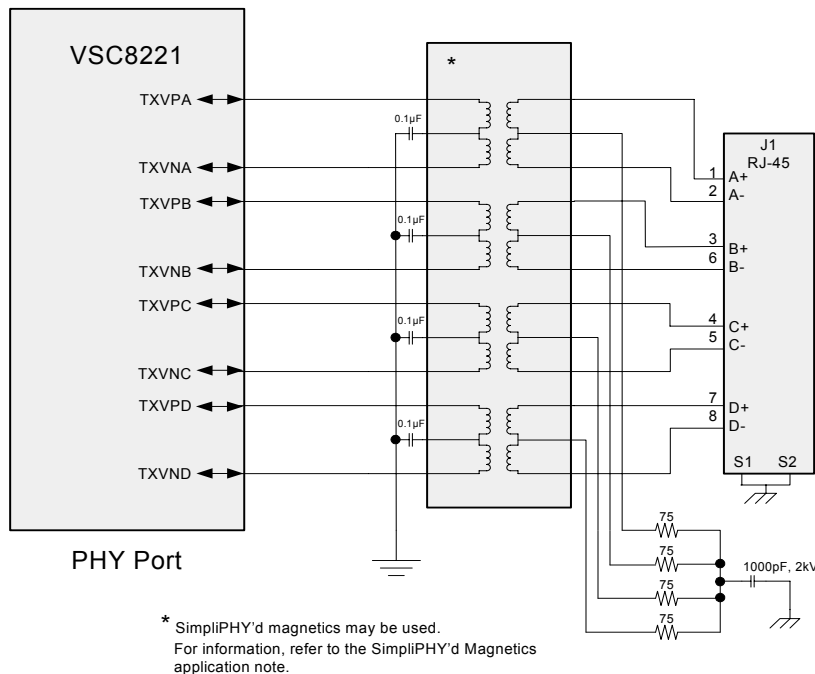 VSC8221
*
TXVPA
0.1µF
J1
RJ-45
TXVNA
1
A+
2
A-
TXVPB
0.1µF
3
B+
TXVNB
6
B-
TXVPC
0.1µF
4
C+
5
C-
TXVNC
TXVPD
7
D+
0.1µF
8
D-
TXVND
S1 S2
PHY Port
75
75
1000pF, 2kV
75
75
* SimpliPHY'd magnetics may be used.
For information, refer to the SimpliPHY'd Magnetics
application note.